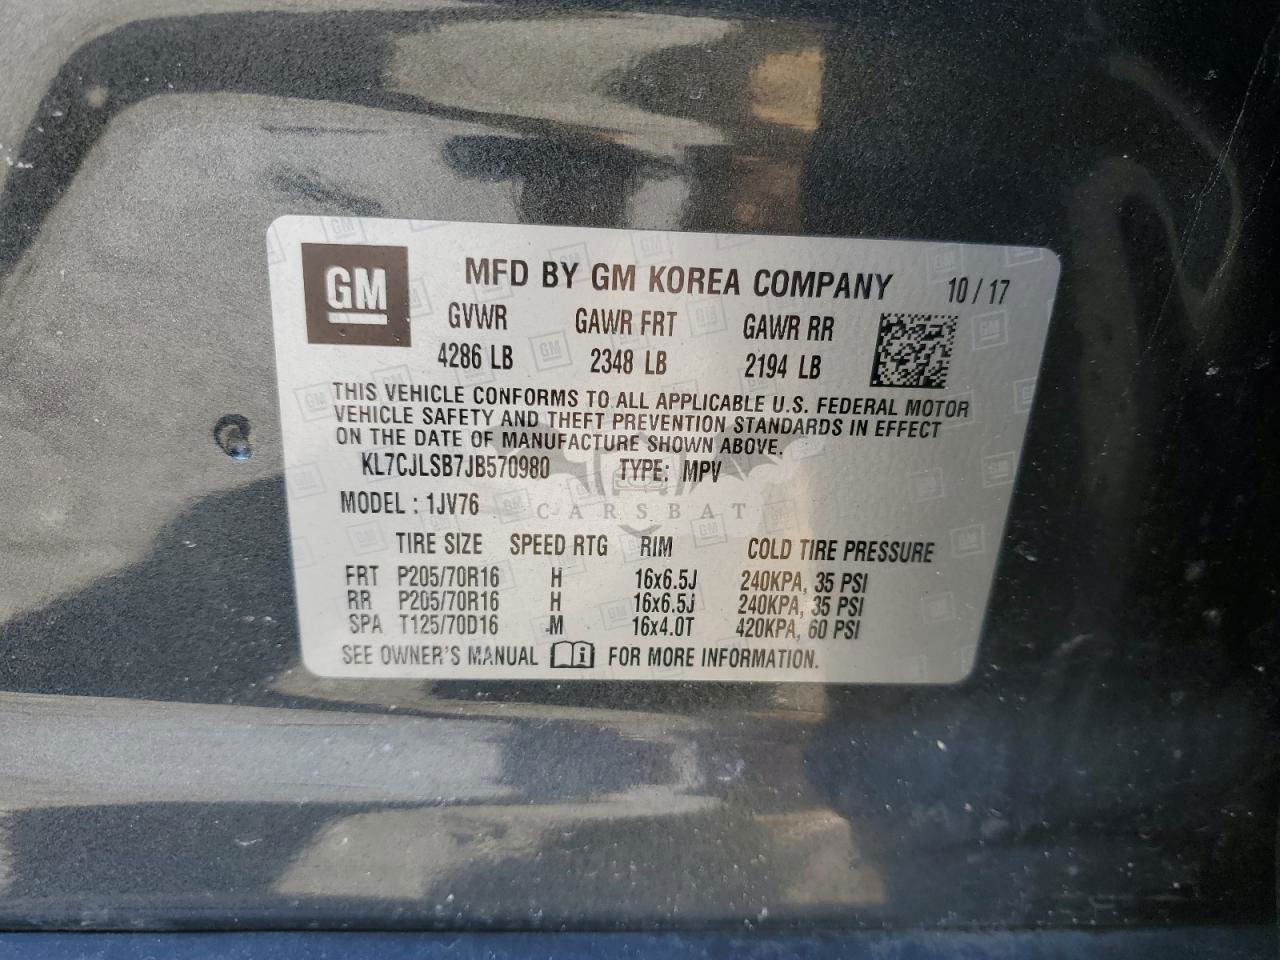 GM
MFD BY GM KOREA COMPANY 10 / 17
GVWR GAWR FRT GAWR RR
4286 LB 2348 LB 2194 LB
THIS VEHICLE CONFORMS TO ALL APPLICABLE U.S. FEDERAL MOTOR
VEHICLE SAFETY AND THEFT PREVENTION STANDARDS IN EFFECT
ON THE DATE OF MANUFACTURE SHOWN ABOVE.
KL7CJLSB7JB570980 TYPE: MPV
MODEL : 1JV76
CARSBAT
TIRE SIZE SPEED RTG RIM COLD TIRE PRESSURE
FRT P205/70R16 H 16x6.5J 240KPA, 35 PSI
RR P205/70R16 H 16x6.5J 240KPA, 35 PSI
SPA T125/70D16 M 16x4.0T 420KPA, 60 PSI
SEE OWNER'S MANUAL i FOR MORE INFORMATION.